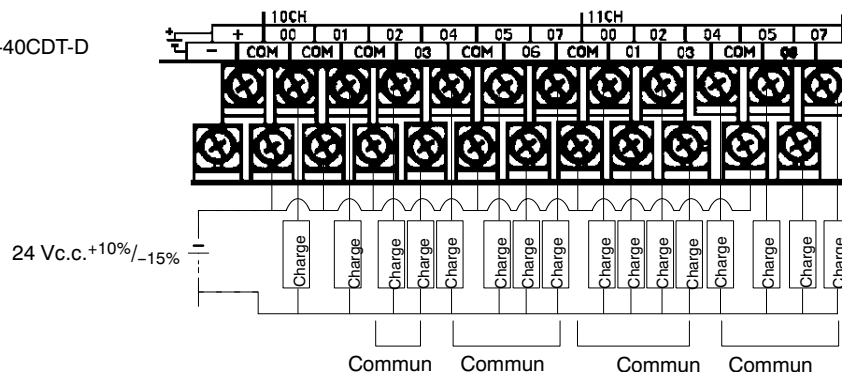 10CH 11CH
-40CDT-D
+ 00 01 02 04 05 07 00 02 04 05 07
− COM COM COM 03 COM 06 COM 01 03 COM
24 Vc.c.+10%/−15%
Charge Charge Charge Charge Charge Charge Charge Charge Charge Charge Charge Charge Charge Charge Charge Charge
Commun Commun Commun Commun